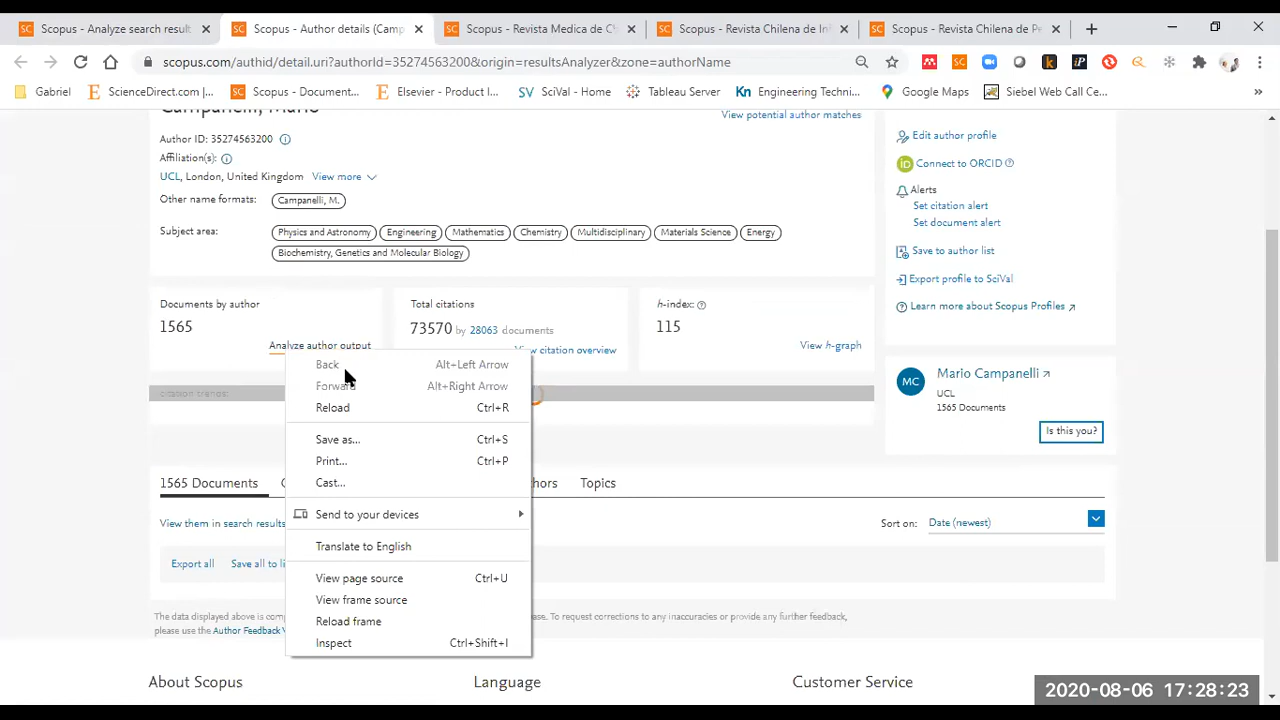 Scopus - Analyze search result
Scopus - Author details (Camp
Scopus - Revista Medica de Ch
Scopus - Revista Chilena de Inf
Scopus - Revista Chilena de Pe
scopus.com/authid/detail.uri?authorId=35274563200&origin=resultsAnalyzer&zone=authorName
Gabriel
ScienceDirect.com |...
Scopus - Document...
Elsevier - Product I...
SciVal - Home
Tableau Server
Engineering Techni...
Google Maps
Siebel Web Call Ce...
Campanelli, Mario
View potential author matches
Author ID: 35274563200
Affiliation(s):
UCL, London, United Kingdom View more
Other name formats: Campanelli, M.
Subject area: Physics and Astronomy Engineering Mathematics Chemistry Multidisciplinary Materials Science Energy
Biochemistry, Genetics and Molecular Biology
Edit author profile
Connect to ORCID
Alerts
Set citation alert
Set document alert
Save to author list
Export profile to SciVal
Learn more about Scopus Profiles
Documents by author
1565
Analyze author output
Total citations
73570 by 28063 documents
View citation overview
h-index:
115
View h-graph
citation trends:
MC
Mario Campanelli
UCL
1565 Documents
Is this you?
Back Alt+Left Arrow
Forward Alt+Right Arrow
Reload Ctrl+R
Save as... Ctrl+S
Print... Ctrl+P
Cast...
Send to your devices
Translate to English
View page source Ctrl+U
View frame source
Reload frame
Inspect Ctrl+Shift+I
1565 Documents
Topics
View them in search results
Sort on: Date (newest)
Export all Save all to li
The data displayed above is comp
ase. To request corrections to any inaccuracies or provide any further feedback,
please use the Author Feedback
About Scopus
Language
Customer Service
2020-08-06 17:28:23